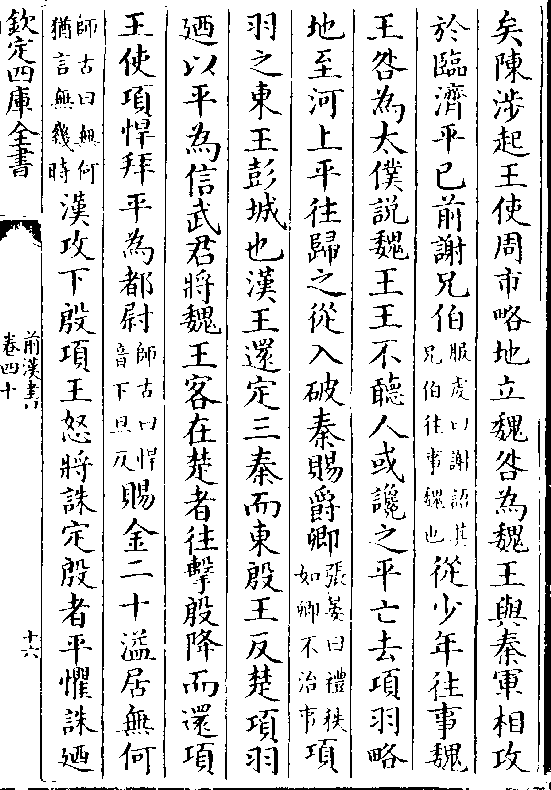 矣陳涉起王使周市略地立魏咎為魏王與秦軍相攻
於臨濟平已前謝兄伯服䖍曰謝語其兄伯往事魏也從少年往事魏
王咎為太僕說魏王王不聽人或讒之平亡去項羽略
地至河上平往歸之從入破秦賜爵卿張晏曰禮秩如卿不治事項
羽之東王彭城也漢王還定三秦而東殷王反楚項羽
廼以平為信武君將魏王客在楚者往擊殷降而還項
王使項悍拜平為都尉師古曰悍音下旦反賜金二十溢居無何
師古曰無何猶言無幾時漢攻下殷項王怒將誅定殷者平懼誅廼
欽定四庫全書
前漢書
卷四十
十六